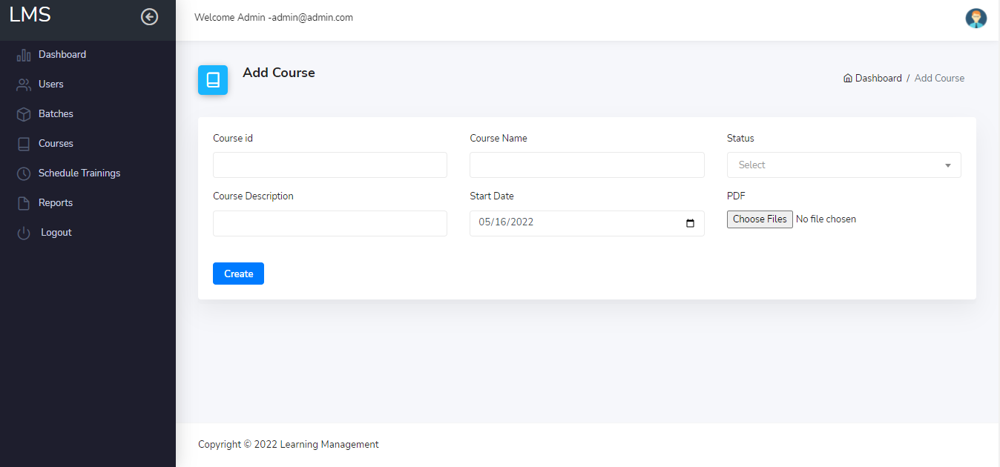 LMS
Welcome Admin -admin@admin.com
Dashboard
Users
Batches
Courses
Schedule Trainings
Reports
Logout
Add Course
Dashboard / Add Course
Course id
Course Name
Status
Select
Course Description
Start Date
PDF
05/16/2022
Choose Files No file chosen
Create
Copyright © 2022 Learning Management